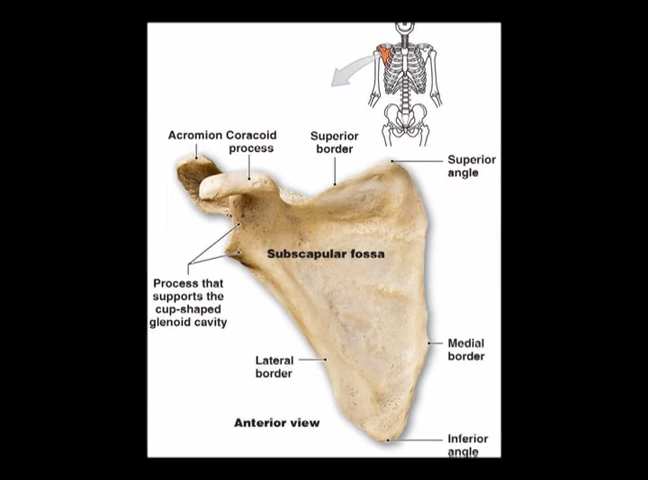 Acromion Coracoid
process
Superior
border
Superior
angle
Subscapular fossa
Process that
supports the
cup-shaped
glenoid cavity
Medial
border
Lateral
border
Anterior view
Inferior
angle